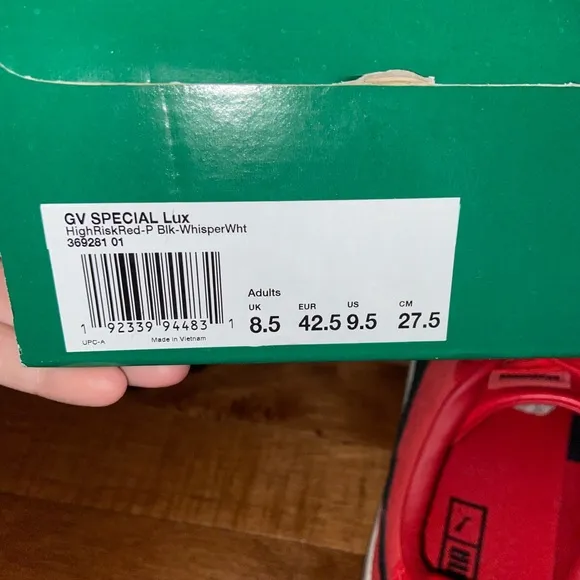 GV SPECIAL Lux
HighRiskRed-P Blk-WhisperWht
369281 01
Adults
UK EUR US CM
8.5 42.5 9.5 27.5
1 92339 94483 1
UPC-A Made in Vietnam